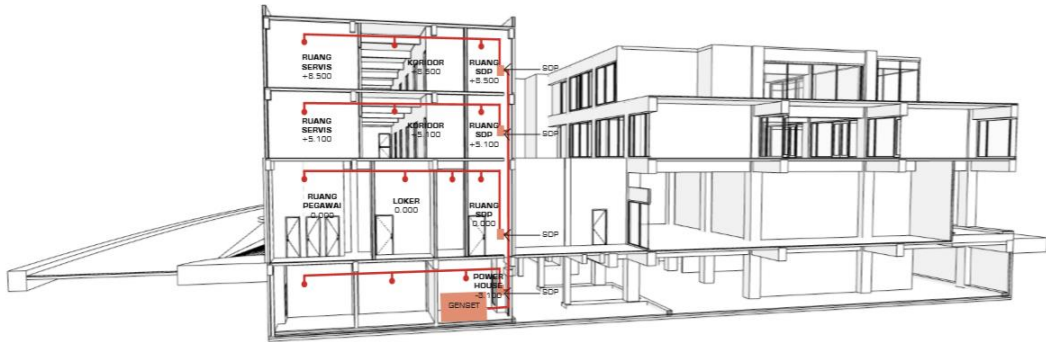 RUANG
SERVIS
+8.500
KORIDOR
+8.500
RUANG
SDP
+8.500
SDP
RUANG
SERVIS
+5.100
KORIDOR
+5.100
RUANG
SDP
+5.100
SDP
RUANG
PEGAWAI
0.000
LOKER
0.000
RUANG
SDP
0.000
SDP
POWER
HOUSE
-3.100
SDP
GENSET